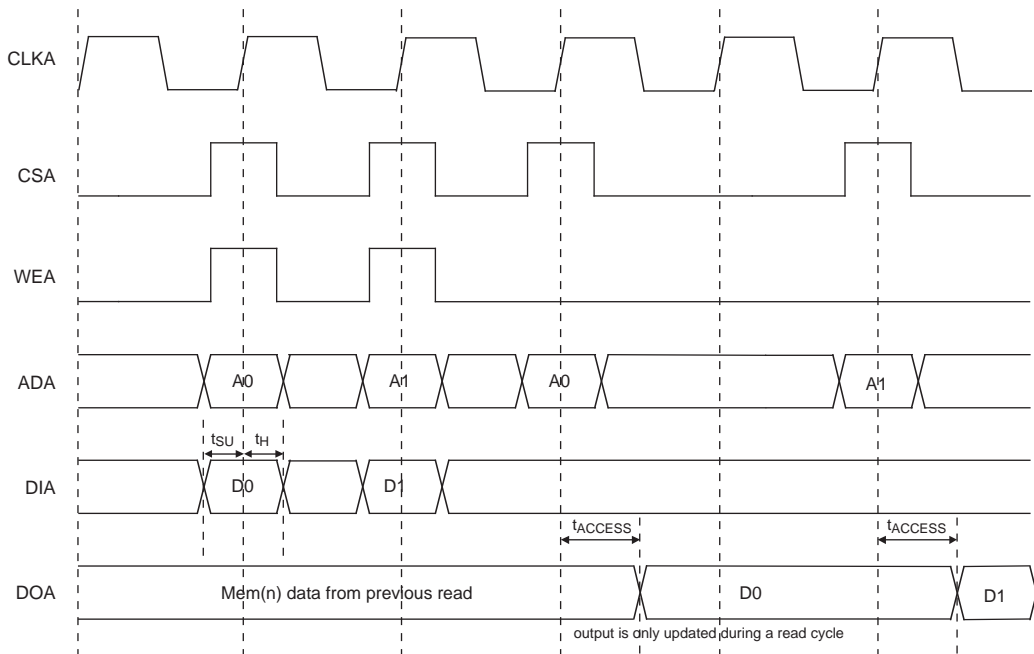 CLKA
CSA
WEA
ADA A0 A1 A0 A1
tSU tH
DIA D0 D1
tACCESS tACCESS
DOA Mem(n) data from previous read D0 D1
output is only updated during a read cycle